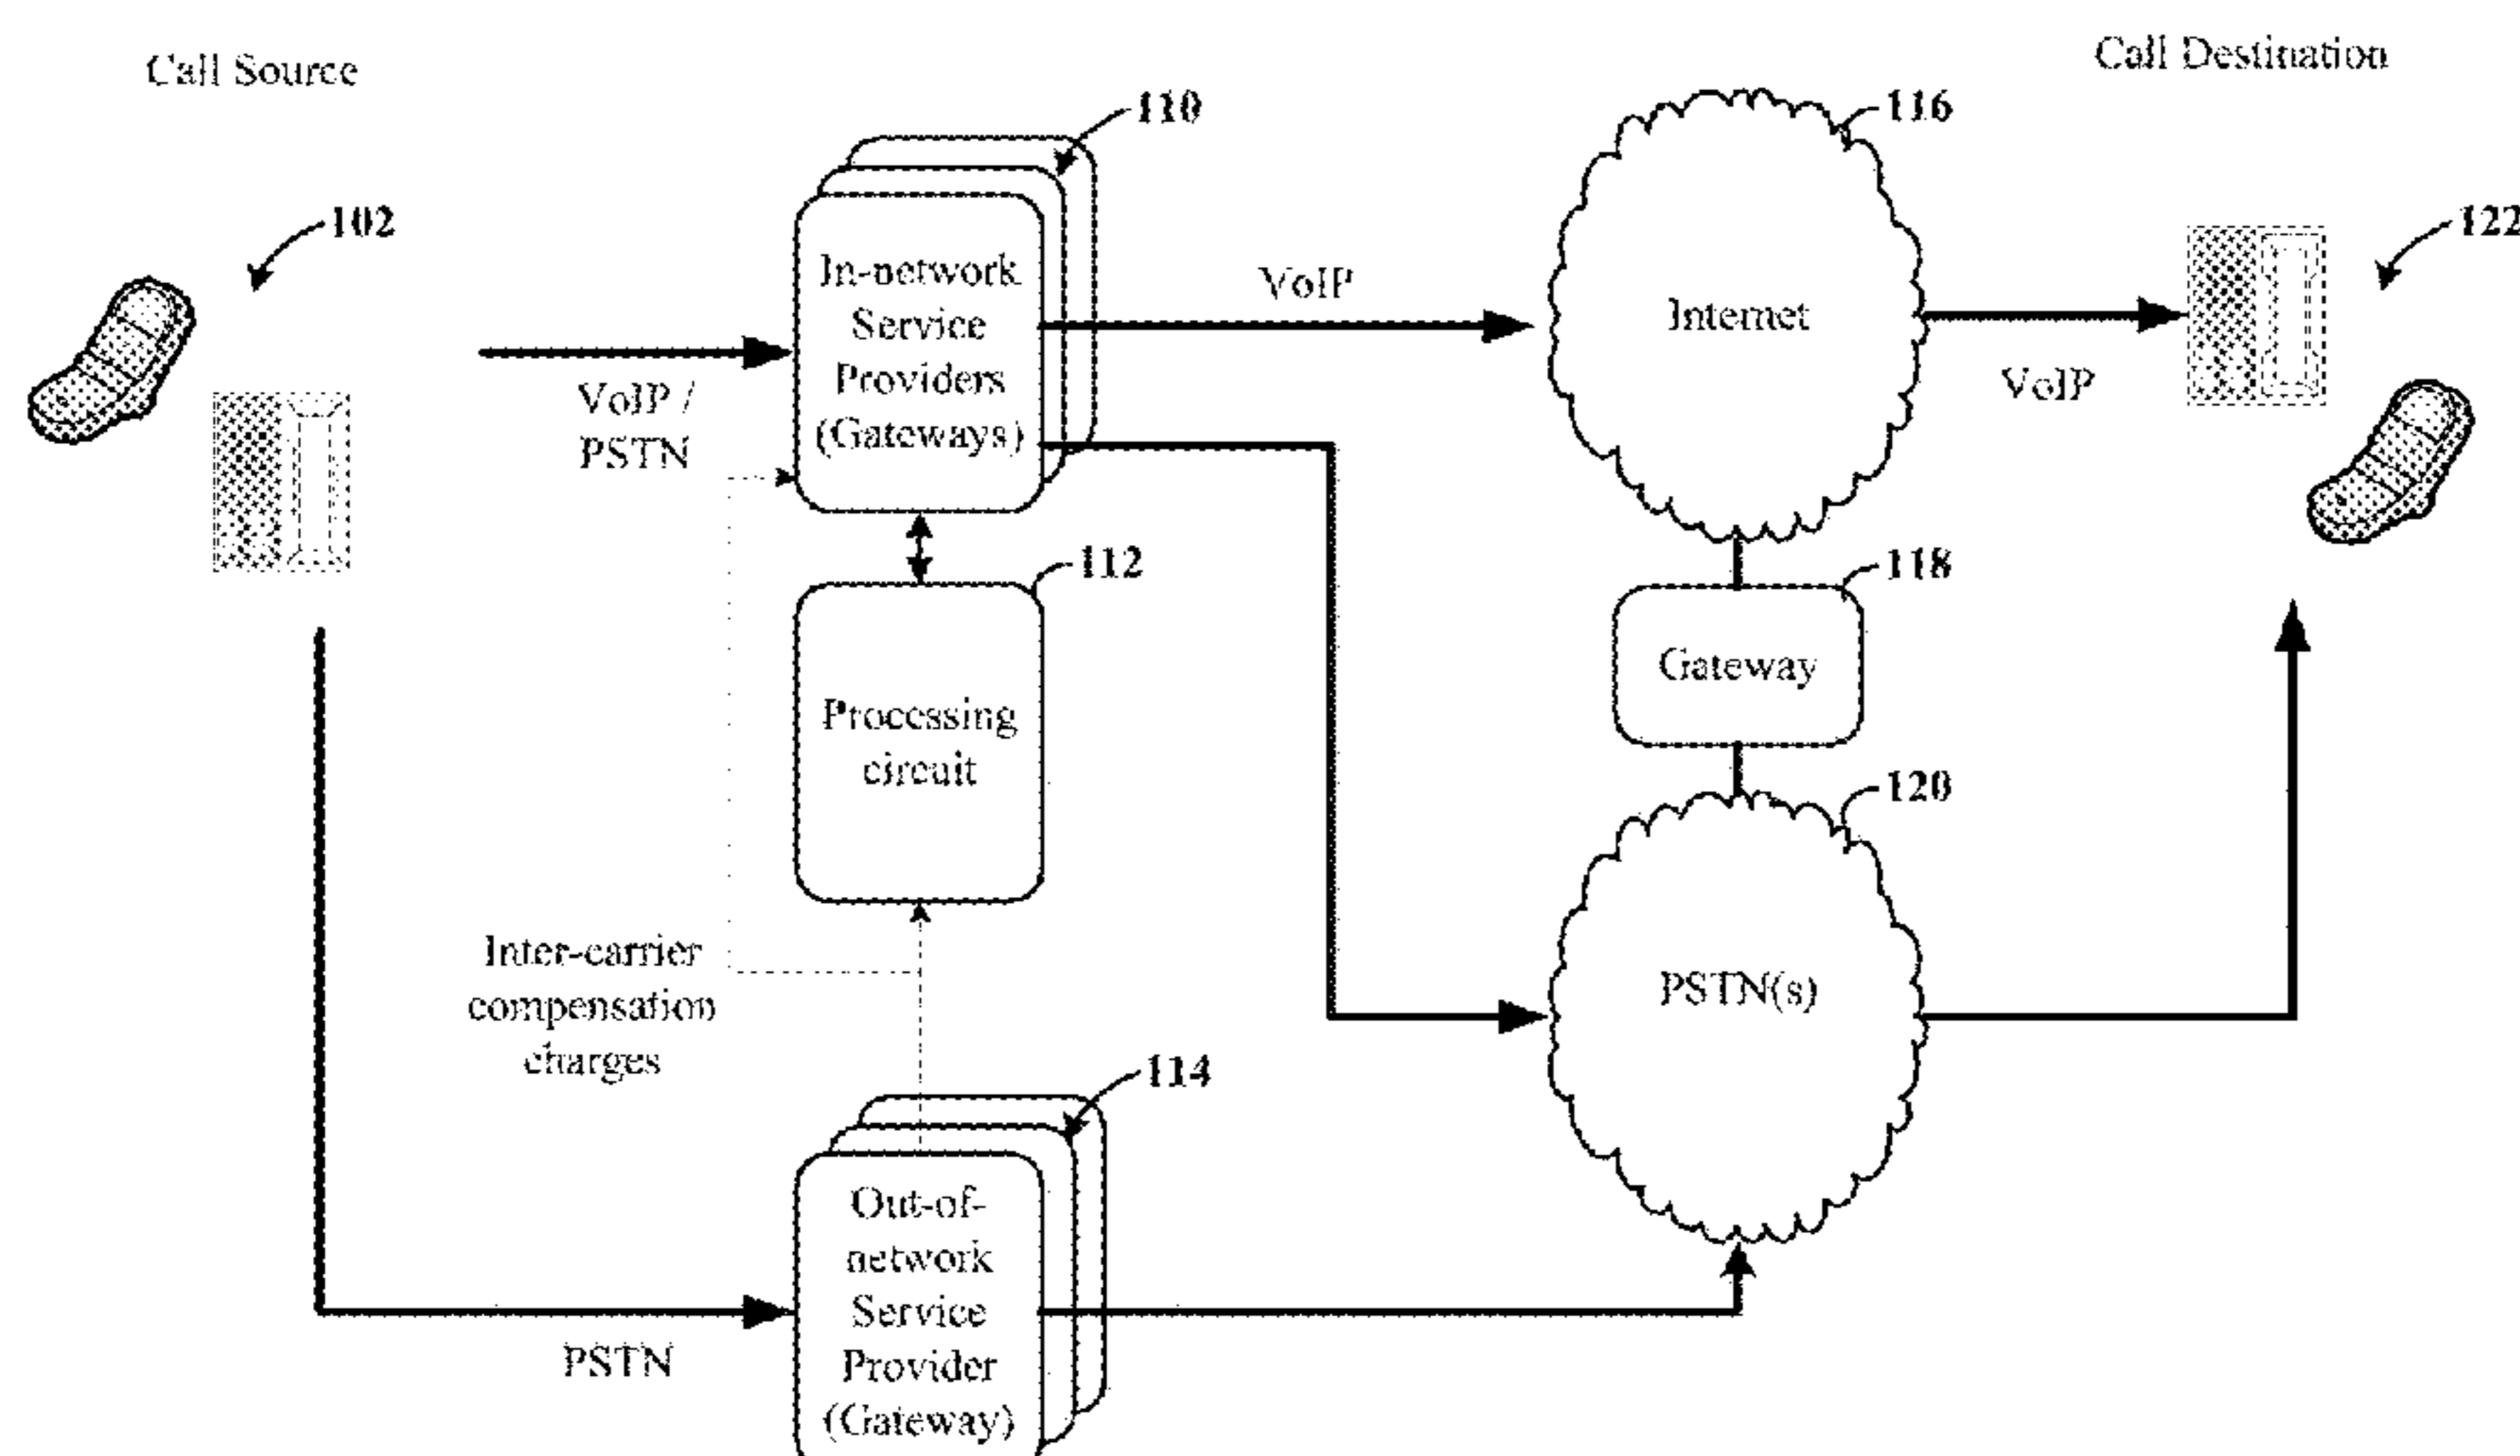 Call Source
Call Destination
110
116
102
122
In-network
Service
Providers
(Gateways)
VoIP
Internet
VoIP /
PSTN
VoIP
112
118
Processing
circuit
Gateway
120
Inter-carrier
compensation
charges
PSTN(s)
114
Out-of-
network
Service
Provider
(Gateway)
PSTN